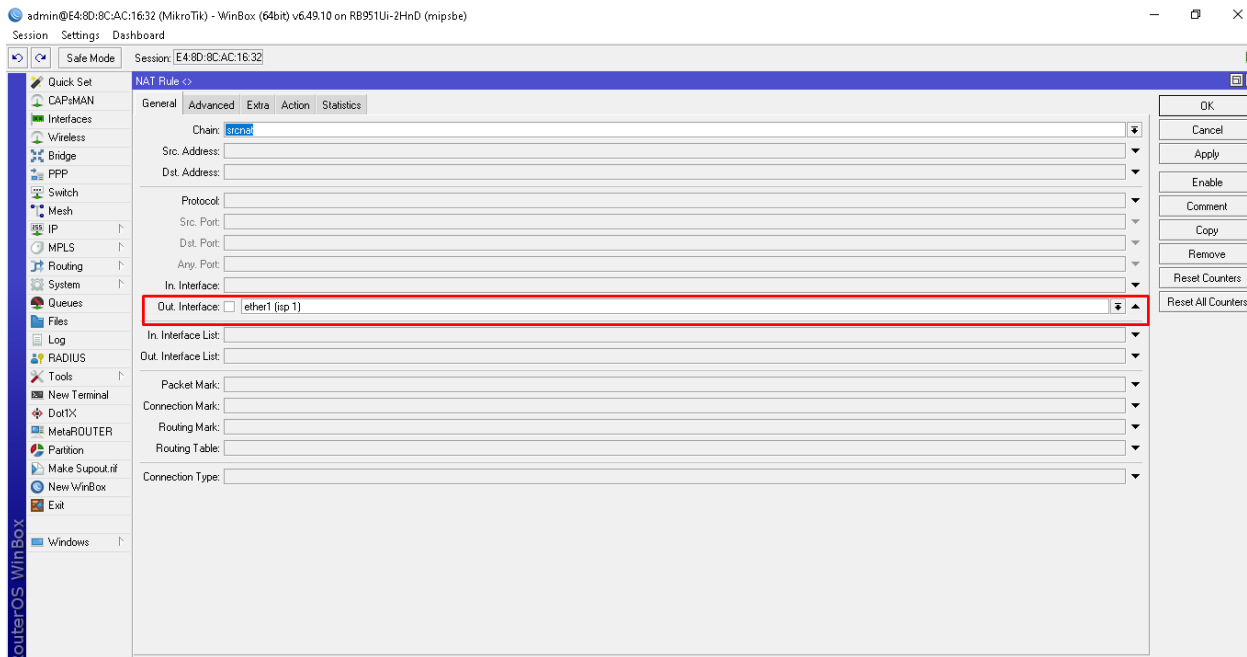 admin@E4:8D:8C:AC:16:32 (MikroTik) - WinBox (64bit) v6.49.10 on RB951Ui-2HnD (mipsbe)
Session Settings Dashboard
Safe Mode Session: E4:8D:8C:AC:16:32
Quick Set
CAPsMAN
Interfaces
Wireless
Bridge
PPP
Switch
Mesh
IP
MPLS
Routing
System
Queues
Files
Log
RADIUS
Tools
New Terminal
Dot1X
MetaROUTER
Partition
Make Supout.rif
New WinBox
Exit
Windows
RouterOS WinBox
NAT Rule <>
General Advanced Extra Action Statistics
Chain: srcnat
Src. Address:
Dst. Address:
Protocol:
Src. Port:
Dst. Port:
Any. Port:
In. Interface:
Out. Interface: ether1 (isp 1)
In. Interface List:
Out. Interface List:
Packet Mark:
Connection Mark:
Routing Mark:
Routing Table:
Connection Type:
OK
Cancel
Apply
Enable
Comment
Copy
Remove
Reset Counters
Reset All Counters